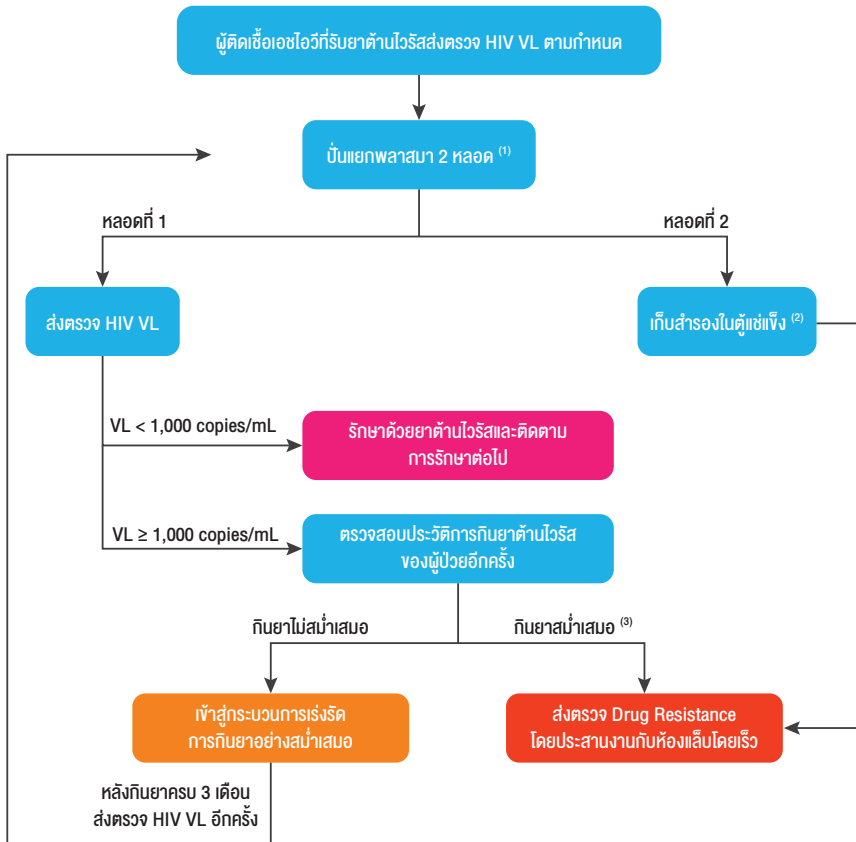 ผู้ติดเชื้อเอชไอวีที่รับยาต้านไวรัสส่งตรวจ HIV VL ตามกำหนด
ปั่นแยกพลาสมา 2 หลอด (1)
หลอดที่ 1
หลอดที่ 2
ส่งตรวจ HIV VL
เก็บสำรองในตู้แช่แข็ง (2)
VL < 1,000 copies/mL
รักษาด้วยยาต้านไวรัสและติดตาม
การรักษาต่อไป
VL ≥ 1,000 copies/mL
ตรวจสอบประวัติการกินยาต้านไวรัส
ของผู้ป่วยอีกครั้ง
กินยาไม่สม่ำเสมอ
กินยาสม่ำเสมอ (3)
เข้าสู่กระบวนการเร่งรัด
การกินยาอย่างสม่ำเสมอ
ส่งตรวจ Drug Resistance
โดยประสานงานกับห้องแล็บโดยเร็ว
หลังกินยาครบ 3 เดือน
ส่งตรวจ HIV VL อีกครั้ง